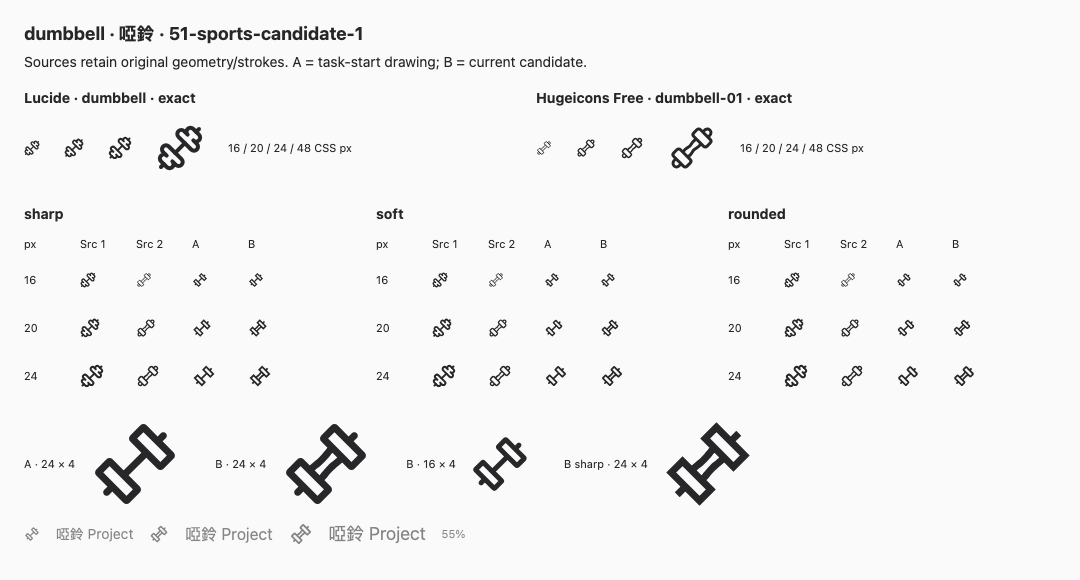 dumbbell · 啞鈴 · 51-sports-candidate-1
Sources retain original geometry/strokes. A = task-start drawing; B = current candidate.
Lucide · dumbbell · exact
Hugeicons Free · dumbbell-01 · exact
16 / 20 / 24 / 48 CSS px
16 / 20 / 24 / 48 CSS px
sharp
soft
rounded
px Src 1 Src 2 A B
px Src 1 Src 2 A B
px Src 1 Src 2 A B
16
16
16
20
20
20
24
24
24
A · 24 × 4
B · 24 × 4
B · 16 × 4
B sharp · 24 × 4
啞鈴 Project
啞鈴 Project
啞鈴 Project
55%